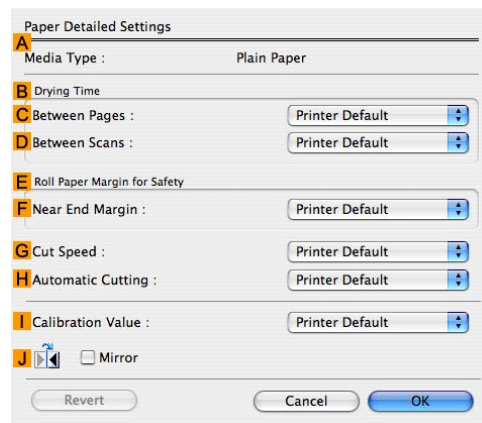 Paper Detailed Settings
A
Media Type : Plain Paper
B Drying Time
C Between Pages : Printer Default
D Between Scans : Printer Default
E Roll Paper Margin for Safety
F Near End Margin : Printer Default
G Cut Speed : Printer Default
H Automatic Cutting : Printer Default
I Calibration Value : Printer Default
J Mirror
Revert Cancel OK